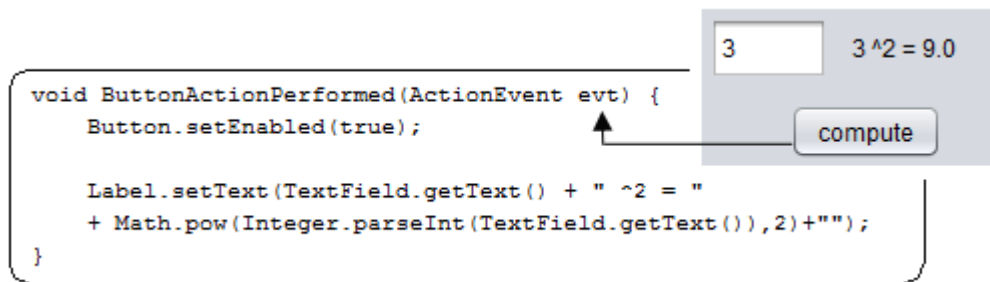 3
3 ^2 = 9.0
compute
void ButtonActionPerformed(ActionEvent evt) {
Button.setEnabled(true);
Label.setText(TextField.getText() + " ^2 = "
+ Math.pow(Integer.parseInt(TextField.getText()),2)+"");
}